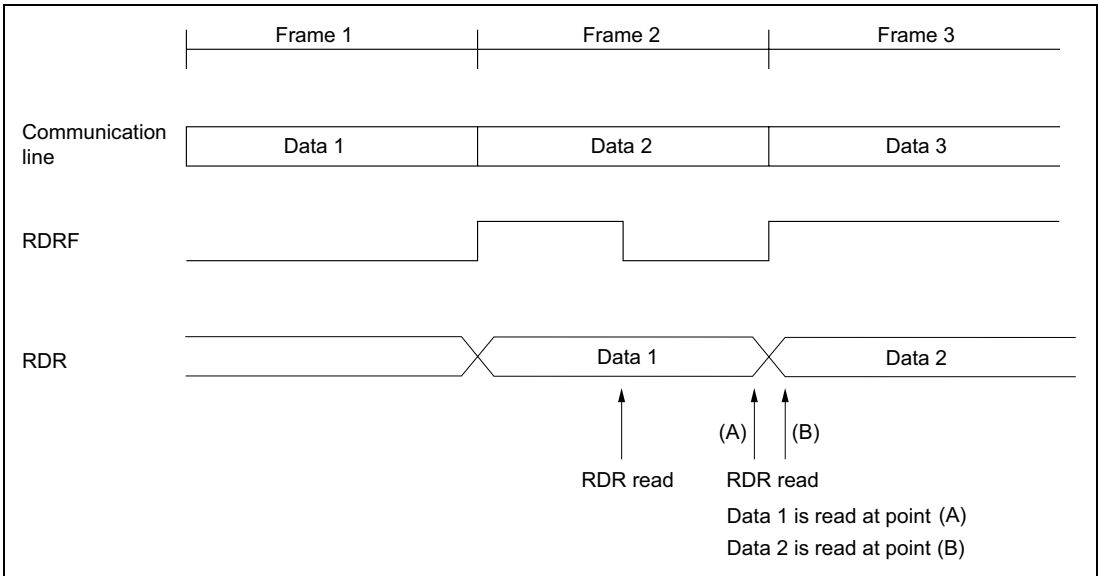 Frame 1 Frame 2 Frame 3
Communication
line
Data 1 Data 2 Data 3
RDRF
RDR
Data 1 Data 2
(A) (B)
RDR read RDR read
Data 1 is read at point (A)
Data 2 is read at point (B)